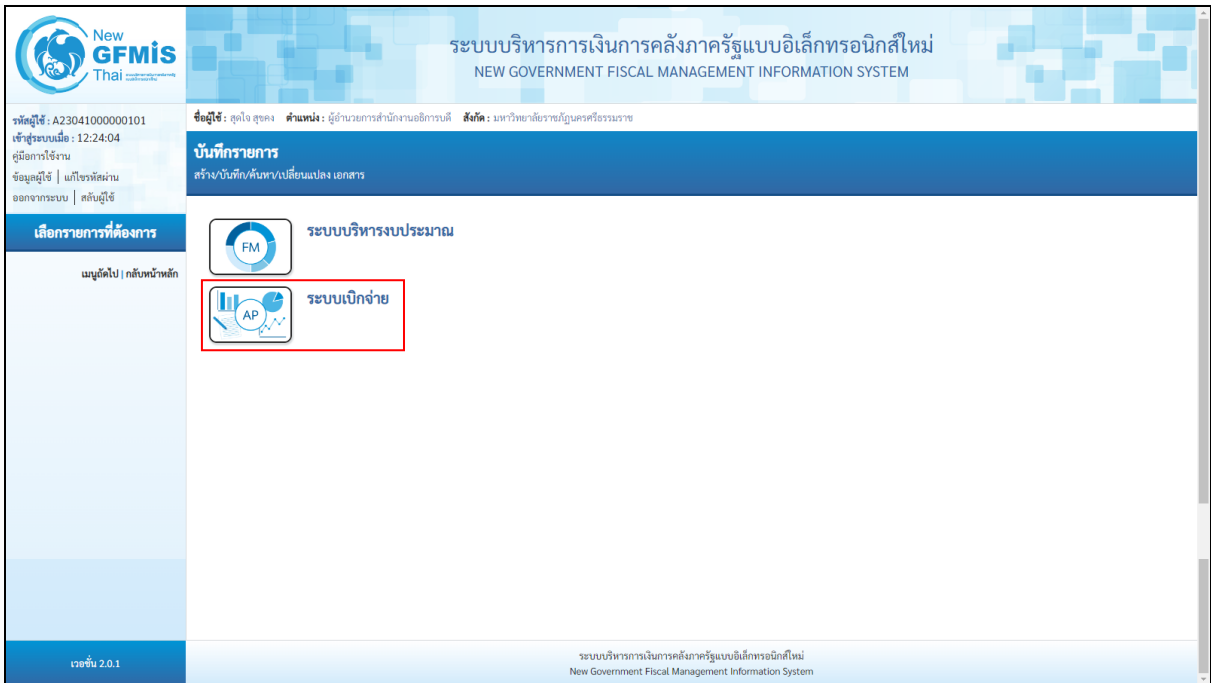 New
GFMiS
Thai
ระบบบริหารการเงินการคลังภาครัฐแบบอิเล็กทรอนิกส์ใหม่
NEW GOVERNMENT FISCAL MANAGEMENT INFORMATION SYSTEM
รหัสผู้ใช้ : A23041000000101
เข้าสู่ระบบเมื่อ : 12:24:04
คู่มือการใช้งาน
ข้อมูลผู้ใช้ | แก้ไขรหัสผ่าน
ออกจากระบบ | สลับผู้ใช้
ชื่อผู้ใช้ : สุดใจ สุขคง ตำแหน่ง : ผู้อำนวยการสำนักงานอธิการบดี สังกัด : มหาวิทยาลัยราชภัฏนครศรีธรรมราช
บันทึกรายการ
สร้าง/บันทึก/ค้นหา/เปลี่ยนแปลง เอกสาร
เลือกรายการที่ต้องการ
เมนูถัดไป | กลับหน้าหลัก
FM
ระบบบริหารงบประมาณ
AP
ระบบเบิกจ่าย
เวอชั่น 2.0.1
ระบบบริหารการเงินการคลังภาครัฐแบบอิเล็กทรอนิกส์ใหม่
New Government Fiscal Management Information System